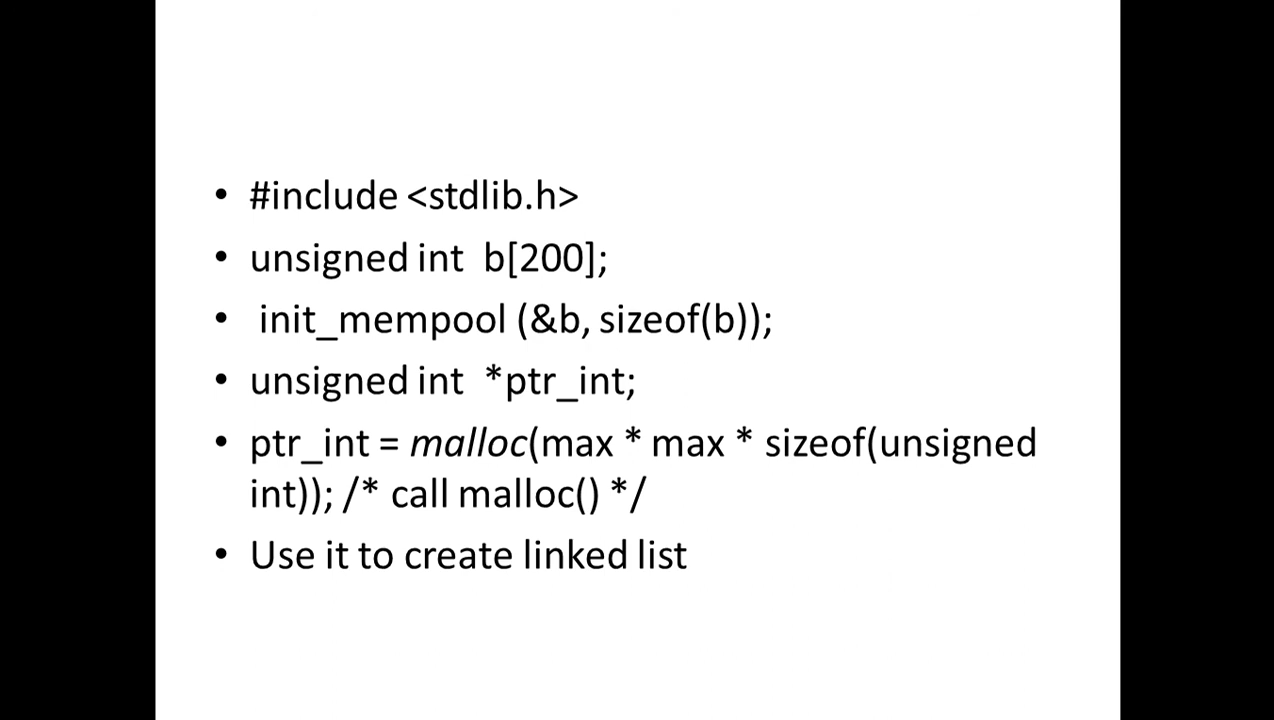 • #include <stdlib.h>
• unsigned int b[200];
• init_mempool (&b, sizeof(b));
• unsigned int *ptr_int;
• ptr_int = malloc(max * max * sizeof(unsigned
int)); /* call malloc() */
• Use it to create linked list